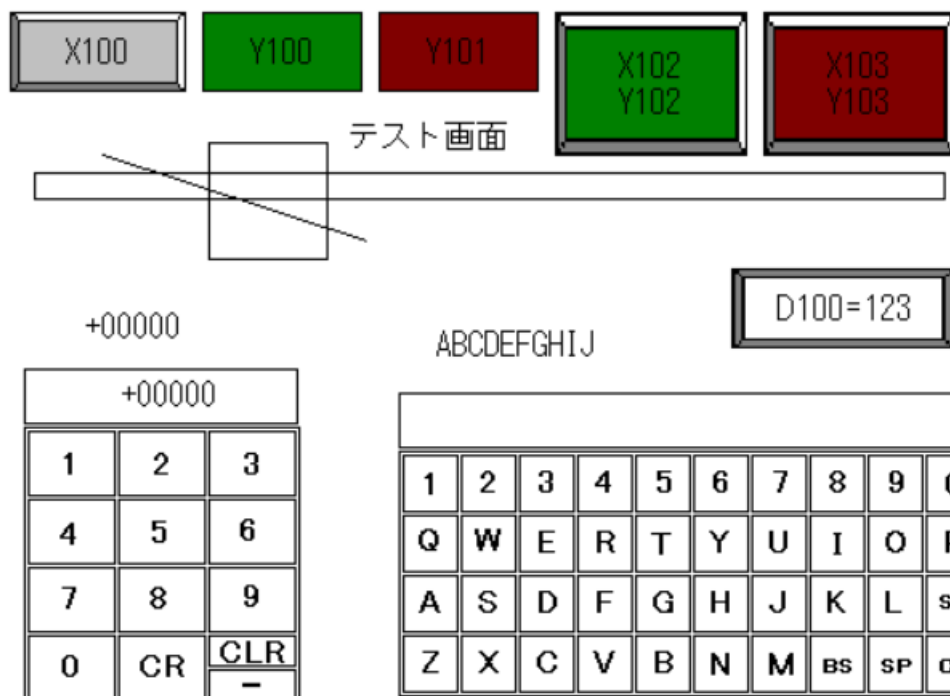 X100
Y100
Y101
X102
Y102
X103
Y103
テスト画面
D100=123
+00000
ABCDEFGHIJ
+00000
1 2 3
4 5 6
7 8 9
0 CR CLR
−
1 2 3 4 5 6 7 8 9
Q W E R T Y U I O
A S D F G H J K L
Z X C V B N M BS SP